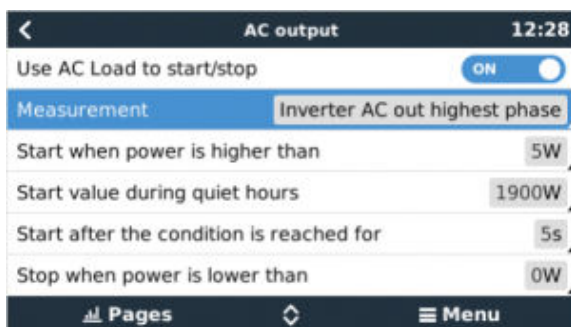 AC output 12:28
Use AC Load to start/stop ON
Measurement Inverter AC out highest phase
Start when power is higher than 5W
Start value during quiet hours 1900W
Start after the condition is reached for 5s
Stop when power is lower than 0W
Pages Menu